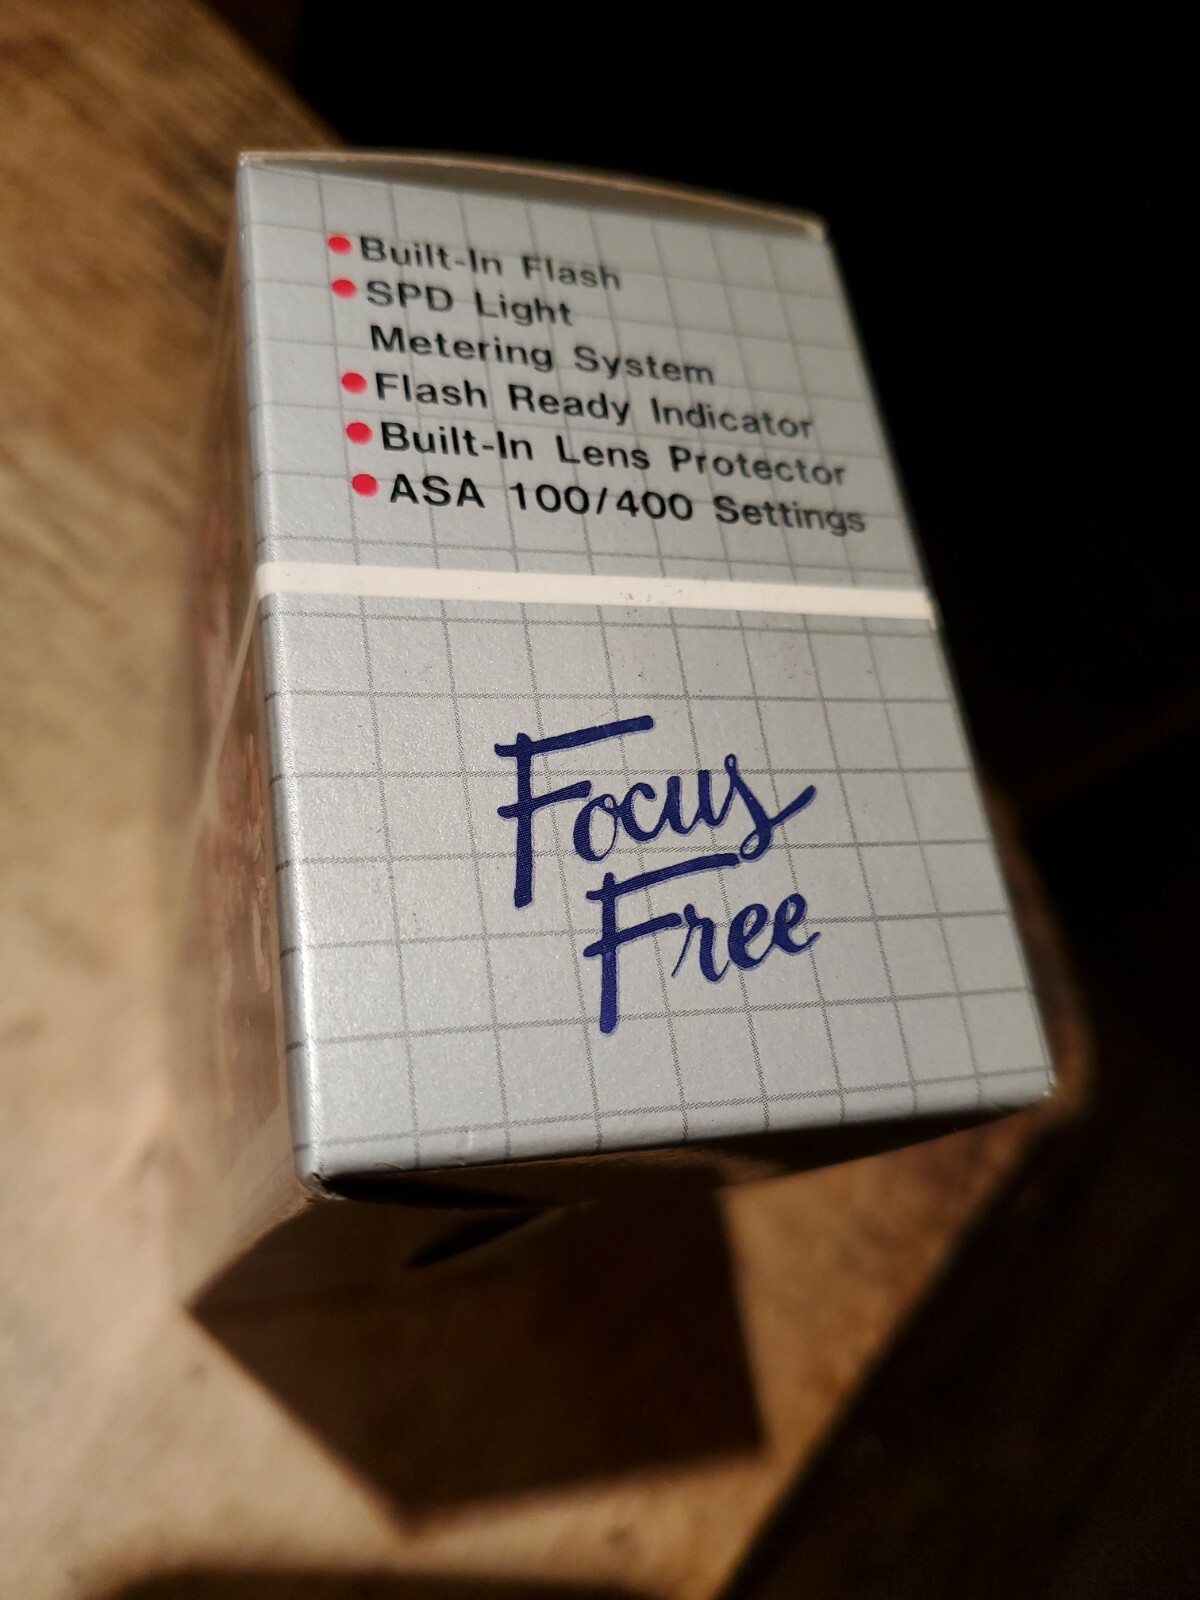 • Built-In Flash
• SPD Light
Metering System
• Flash Ready Indicator
• Built-In Lens Protector
• ASA 100/400 Settings
Focus
Free